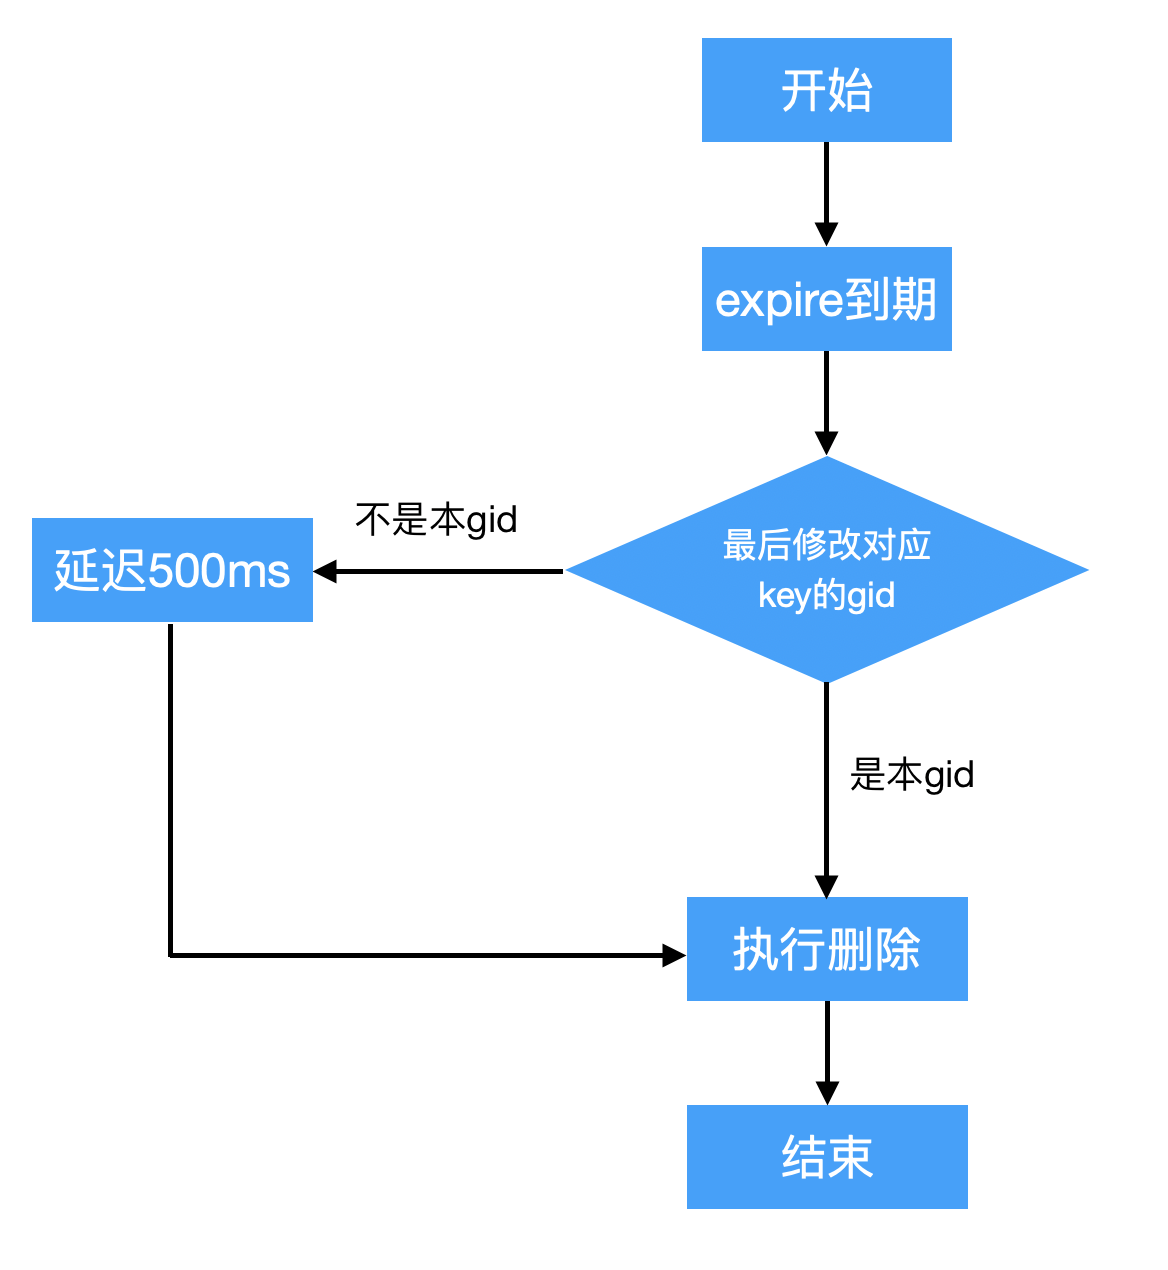 开始
expire到期
最后修改对应
key的gid
不是本gid
延迟500ms
是本gid
执行删除
结束